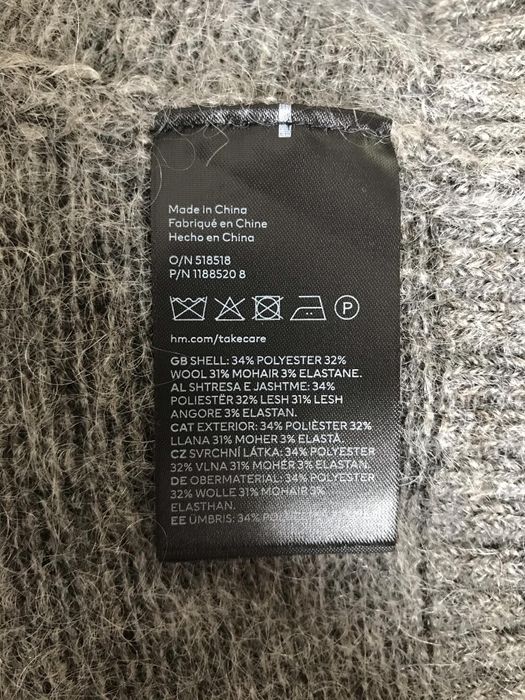 Made in China
Fabriqué en Chine
Hecho en China
O/N 518518
P/N 1188520 8
P
hm.com/takecare
GB SHELL: 34% POLYESTER 32%
WOOL 31% MOHAIR 3% ELASTANE.
AL SHTRESA E JASHTME: 34%
POLIESTËR 32% LESH 31% LESH
ANGORE 3% ELASTAN.
CAT EXTERIOR: 34% POLIÈSTER 32%
LLANA 31% MOHER 3% ELASTÀ.
CZ SVRCHNÍ LÁTKA: 34% POLYESTER
32% VLNA 31% MOHÉR 3% ELASTAN.
DE OBERMATERIAL: 34% POLYESTER
32% WOLLE 31% MOHAIR 3%
ELASTHAN.
EE ÜMBRIS: 34%